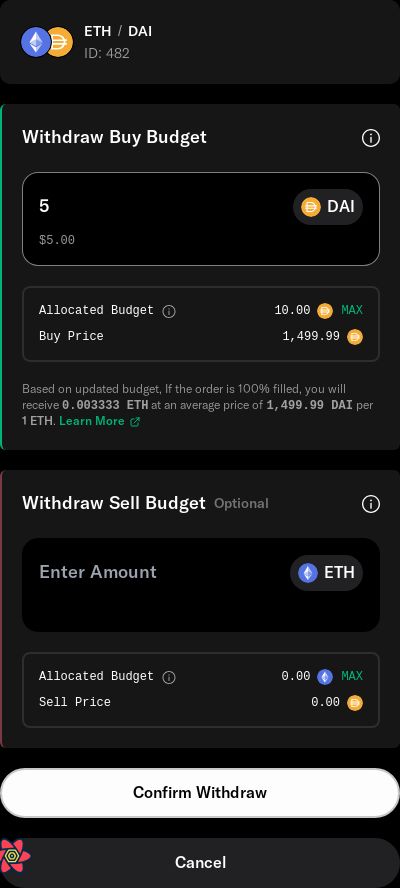 ETH / DAI
ID: 482
Withdraw Buy Budget
5
DAI
$5.00
Allocated Budget 10.00 MAX
Buy Price 1,499.99
Based on updated budget, If the order is 100% filled, you will
receive 0.003333 ETH at an average price of 1,499.99 DAI per
1 ETH. Learn More
Withdraw Sell Budget Optional
Enter Amount
ETH
Allocated Budget 0.00 MAX
Sell Price 0.00
Confirm Withdraw
Cancel